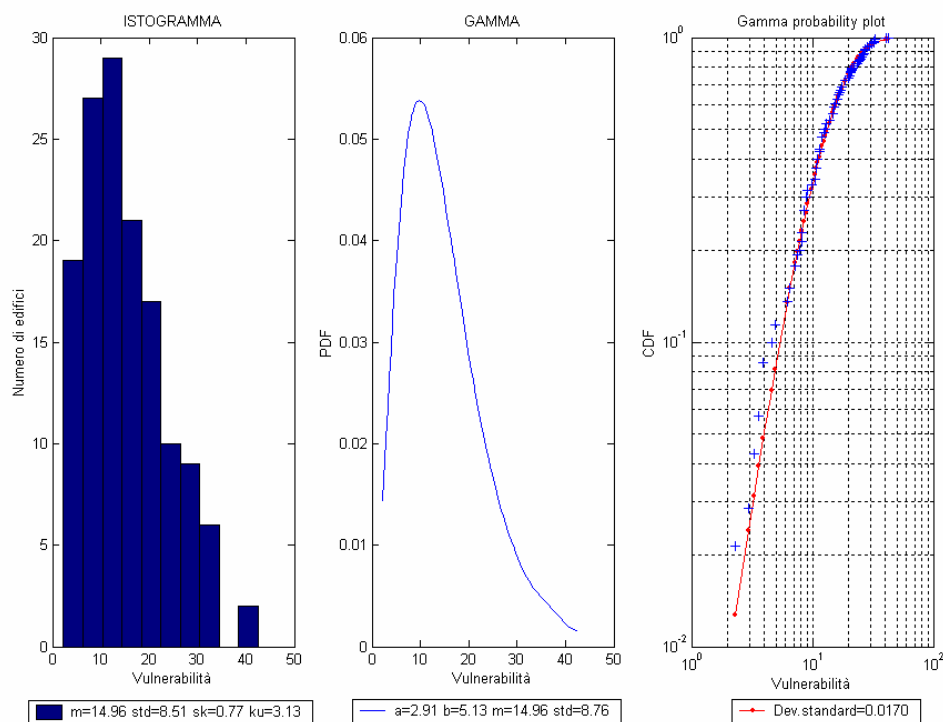 ISTOGRAMMA
30
25
20
15
10
5
0
Numero di edifici
0 10 20 30 40 50
Vulnerabilità
m=14.96 std=8.51 sk=0.77 ku=3.13
GAMMA
0.06
0.05
0.04
0.03
0.02
0.01
0
PDF
0 10 20 30 40 50
Vulnerabilità
a=2.91 b=5.13 m=14.96 std=8.76
Gamma probability plot
10^0
10^-1
10^-2
CDF
10^0 10^1 10^2
Vulnerabilità
Dev.standard=0.0170